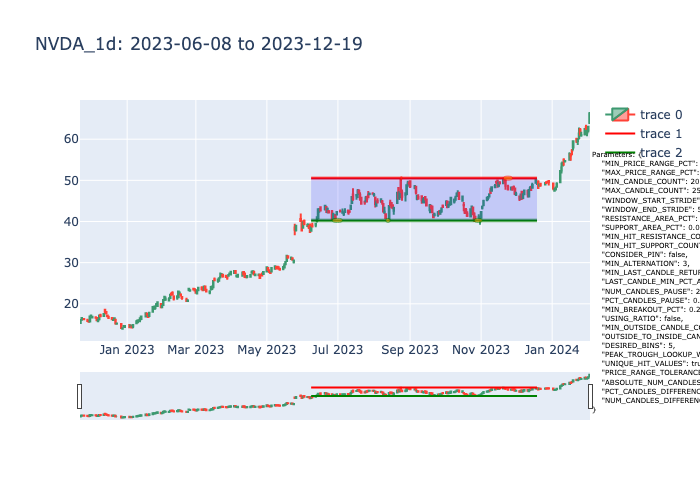 NVDA_1d: 2023-06-08 to 2023-12-19
trace 0
trace 1
trace 2
Parameters: {
"MIN_PRICE_RANGE_PCT":
"MAX_PRICE_RANGE_PCT":
"MIN_CANDLE_COUNT": 20
"MAX_CANDLE_COUNT": 25
"WINDOW_START_STRIDE"
"WINDOW_END_STRIDE": 5
"RESISTANCE_AREA_PCT":
"SUPPORT_AREA_PCT": 0.0
"MIN_HIT_RESISTANCE_CO
"MIN_HIT_SUPPORT_COUNT
"CONSIDER_PIN": false,
"MIN_ALTERNATION": 3,
"MIN_LAST_CANDLE_RETUR
"LAST_CANDLE_MIN_PCT_A
"NUM_CANDLES_PAUSE": 2
"PCT_CANDLES_PAUSE": 0.
"MIN_BREAKOUT_PCT": 0.2
"USING_RATIO": false,
"MIN_OUTSIDE_CANDLE_CO
"OUTSIDE_TO_INSIDE_CAN
"DESIRED_BINS": 5,
"PEAK_TROUGH_LOOKUP_W
"UNIQUE_HIT_VALUES": tru
"PRICE_RANGE_TOLERANC
"ABSOLUTE_NUM_CANDLES
"PCT_CANDLES_DIFFERENC
"NUM_CANDLES_DIFFEREN
}
60
50
40
30
20
Jan 2023 Mar 2023 May 2023 Jul 2023 Sep 2023 Nov 2023 Jan 2024